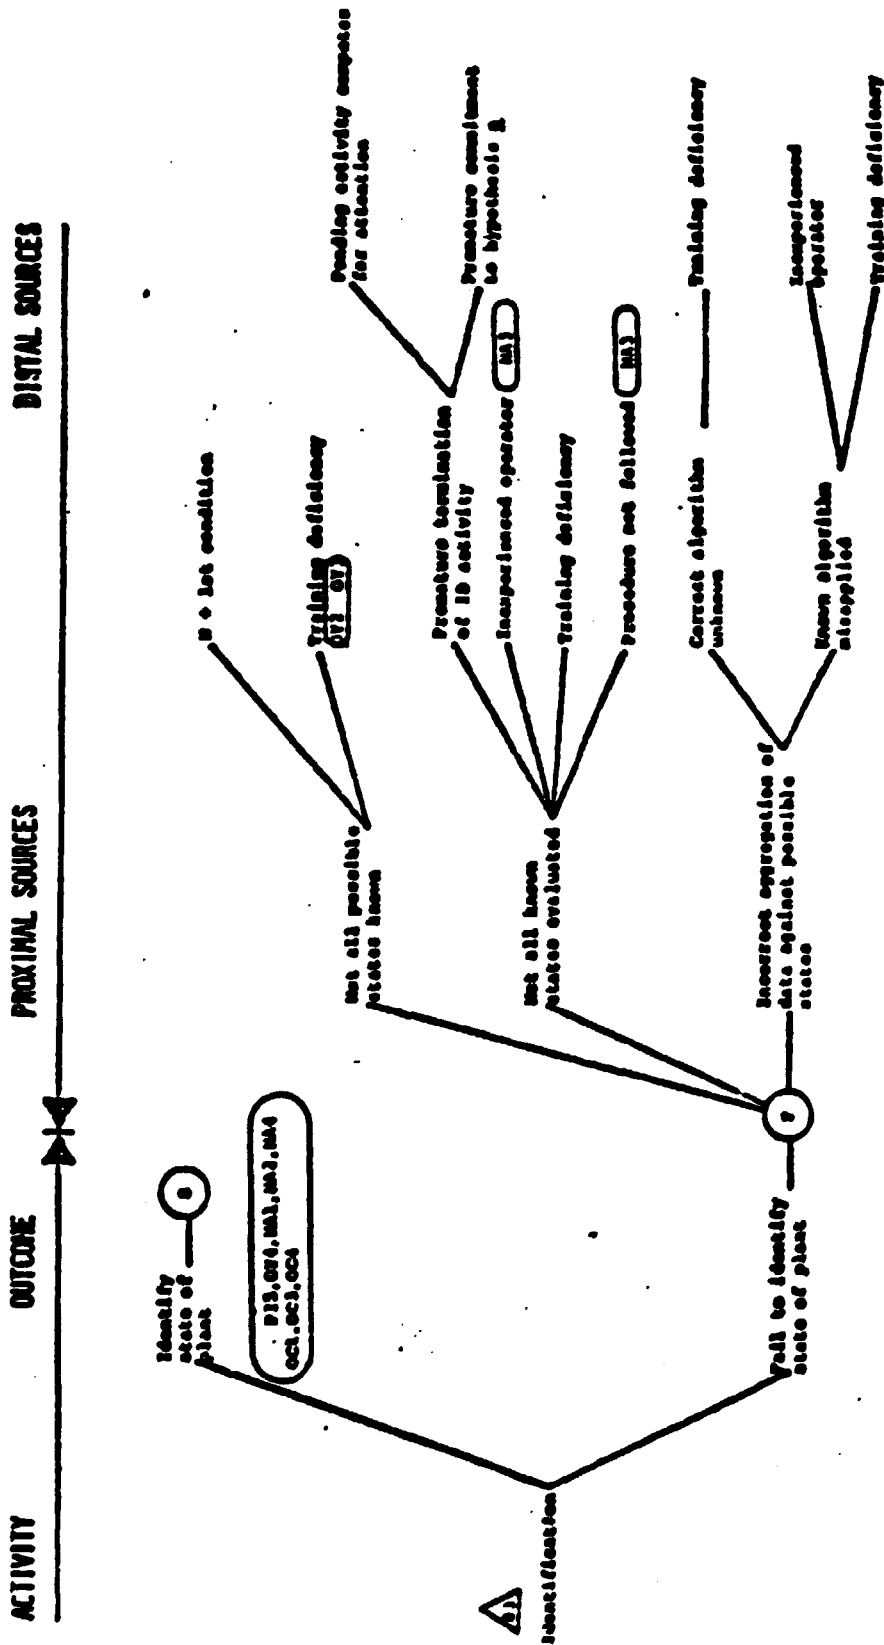 ACTIVITY
OUTCOME
PROXIMAL SOURCES
DISTAL SOURCES
Identification
Identify
state of
plant
Fail to identify
state of plant
Not all possible
states known
N + 1st condition
Training deficiency
Not all known
states evaluated
Premature termination
of ID activity
Pending activity competes
for attention
Premature commitment
to hypothesis
Inexperienced operator
Training deficiency
Procedure not followed
Incorrect aggregation of
data against possible
states
Correct algorithm
unknown
Training deficiency
Known algorithm
misapplied
Inexperienced
operator
Training deficiency